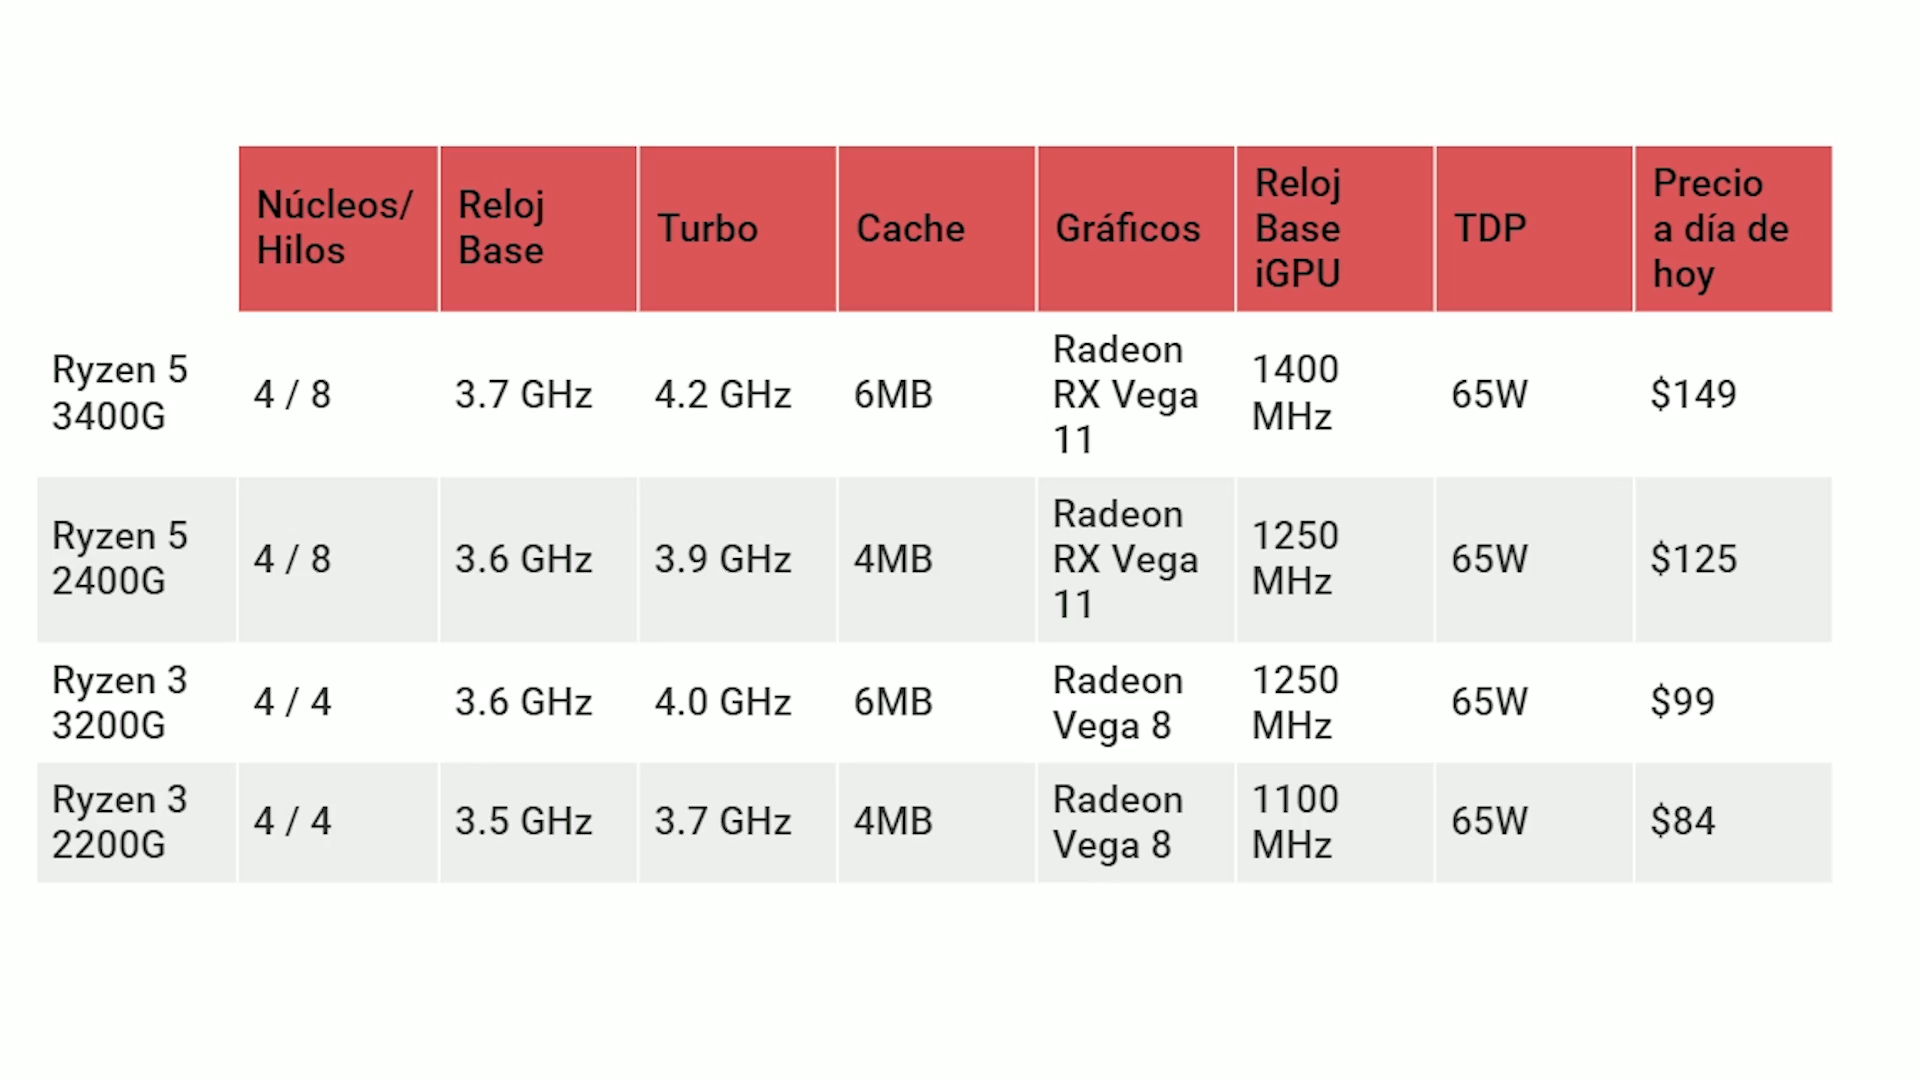 Núcleos/
Hilos
Reloj
Base
Turbo
Cache
Gráficos
Reloj
Base
iGPU
TDP
Precio
a día de
hoy
Ryzen 5
3400G
4 / 8
3.7 GHz
4.2 GHz
6MB
Radeon
RX Vega
11
1400
MHz
65W
$149
Ryzen 5
2400G
4 / 8
3.6 GHz
3.9 GHz
4MB
Radeon
RX Vega
11
1250
MHz
65W
$125
Ryzen 3
3200G
4 / 4
3.6 GHz
4.0 GHz
6MB
Radeon
Vega 8
1250
MHz
65W
$99
Ryzen 3
2200G
4 / 4
3.5 GHz
3.7 GHz
4MB
Radeon
Vega 8
1100
MHz
65W
$84